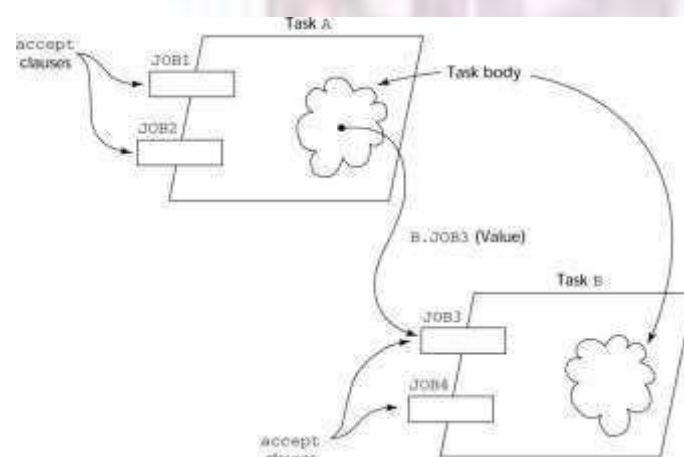 Task A
accept
clauses
JOB1
JOB2
Task body
B.JOB3 (Value)
Task B
JOB3
JOB4
accept